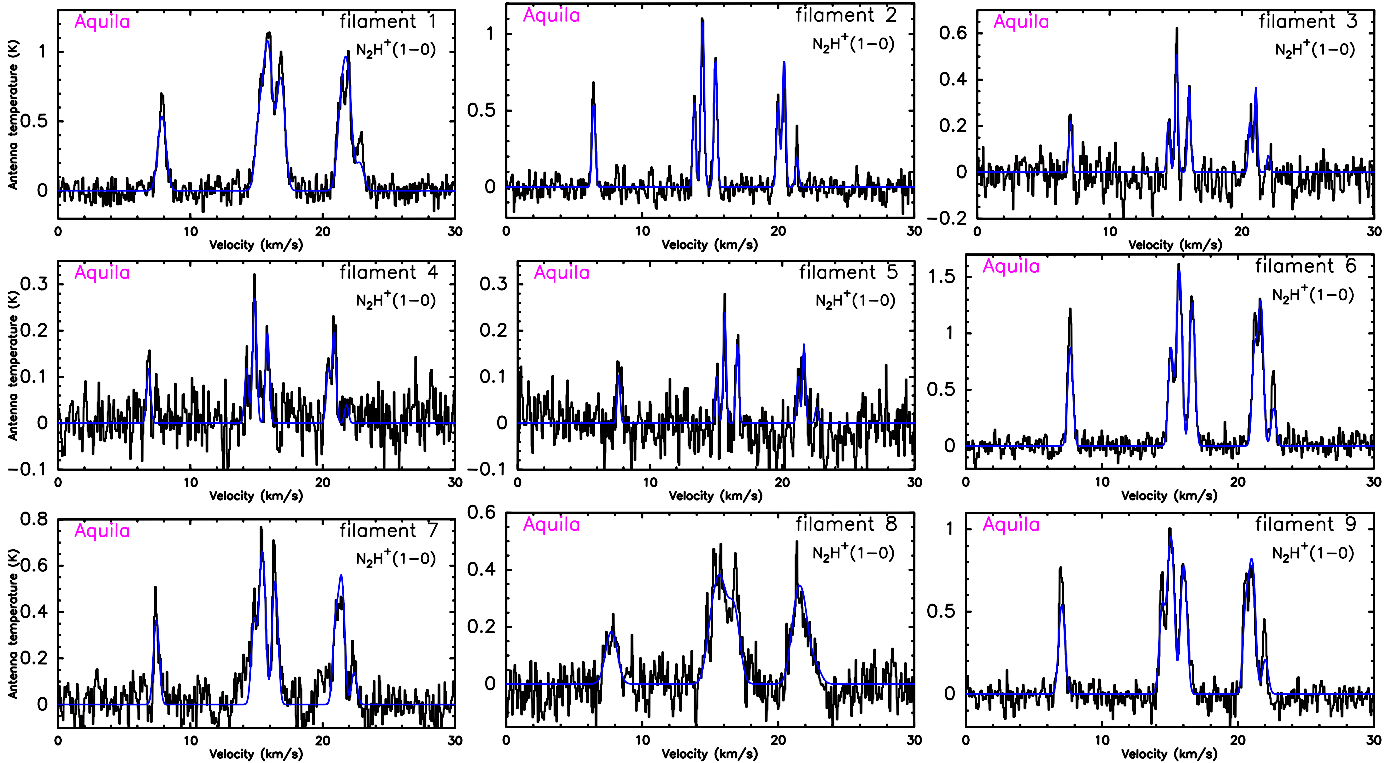 Aquila filament 1
N₂H⁺(1−0)
Antenna temperature (K)
1
0.5
0
0 10 20 30
Velocity (km/s)
Aquila filament 2
N₂H⁺(1−0)
1
0.5
0
0 10 20 30
Velocity (km/s)
Aquila filament 3
N₂H⁺(1−0)
0.6
0.4
0.2
0
−0.2
0 10 20 30
Velocity (km/s)
Aquila filament 4
N₂H⁺(1−0)
Antenna temperature (K)
0.3
0.2
0.1
0
−0.1
0 10 20 30
Velocity (km/s)
Aquila filament 5
N₂H⁺(1−0)
0.3
0.2
0.1
0
−0.1
0 10 20 30
Velocity (km/s)
Aquila filament 6
N₂H⁺(1−0)
1.5
1
0.5
0
0 10 20 30
Velocity (km/s)
Aquila filament 7
N₂H⁺(1−0)
Antenna temperature (K)
0.8
0.6
0.4
0.2
0
0 10 20 30
Velocity (km/s)
Aquila filament 8
N₂H⁺(1−0)
0.6
0.4
0.2
0
0 10 20 30
Velocity (km/s)
Aquila filament 9
N₂H⁺(1−0)
1
0.5
0
0 10 20 30
Velocity (km/s)